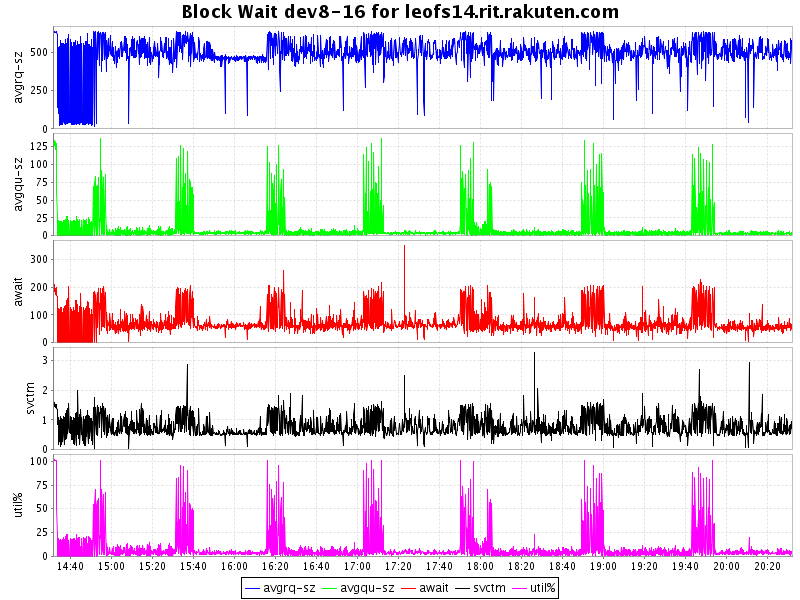 Block Wait dev8-16 for leofs14.rit.rakuten.com
avgrq-sz
500
250
0
avgqu-sz
125
100
75
50
25
0
await
300
200
100
0
svctm
3
2
1
0
util%
100
75
50
25
0
14:40 15:00 15:20 15:40 16:00 16:20 16:40 17:00 17:20 17:40 18:00 18:20 18:40 19:00 19:20 19:40 20:00 20:20
avgrq-sz avgqu-sz await svctm util%